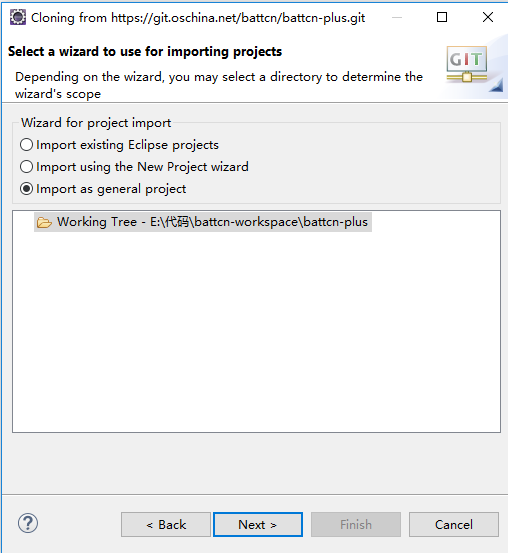 Cloning from https://git.oschina.net/battcn/battcn-plus.git
Select a wizard to use for importing projects
Depending on the wizard, you may select a directory to determine the
wizard's scope
GIT
Wizard for project import
Import existing Eclipse projects
Import using the New Project wizard
Import as general project
Working Tree - E:\代码\battcn-workspace\battcn-plus
?
< Back
Next >
Finish
Cancel